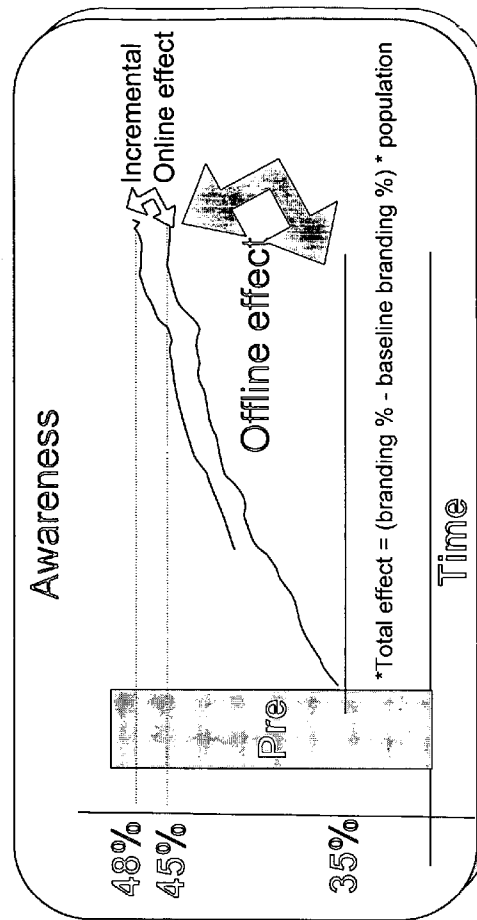 Awareness
48%
45%
35%
Pre
Incremental
Online effect
Offline effect
*Total effect = (branding % - baseline branding %) * population
Time